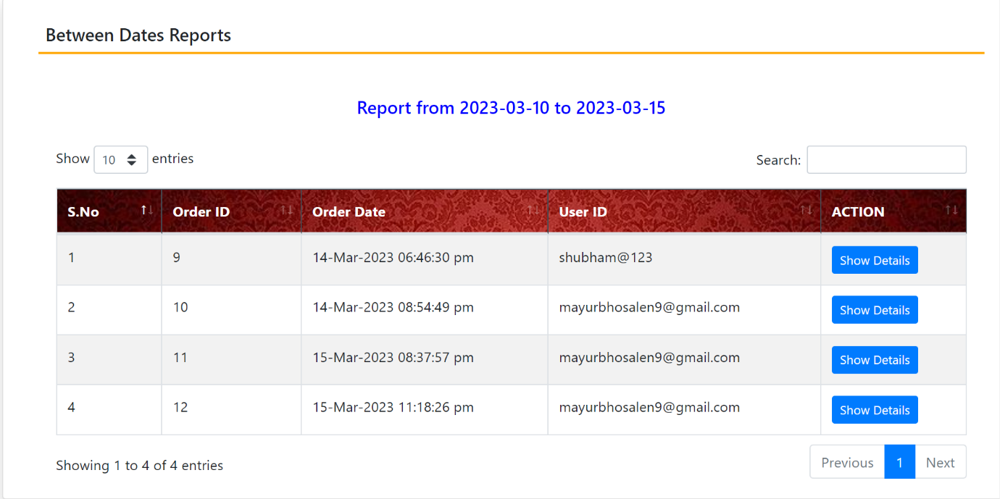 Between Dates Reports
Report from 2023-03-10 to 2023-03-15
Show 10 entries Search:
S.No Order ID Order Date User ID ACTION
1 9 14-Mar-2023 06:46:30 pm shubham@123 Show Details
2 10 14-Mar-2023 08:54:49 pm mayurbhosalen9@gmail.com Show Details
3 11 15-Mar-2023 08:37:57 pm mayurbhosalen9@gmail.com Show Details
4 12 15-Mar-2023 11:18:26 pm mayurbhosalen9@gmail.com Show Details
Showing 1 to 4 of 4 entries Previous 1 Next